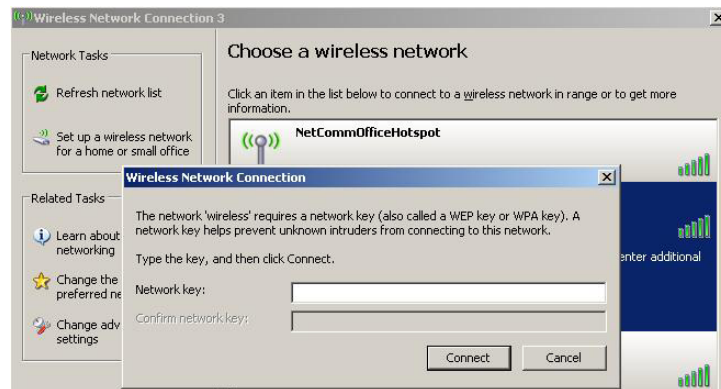 Wireless Network Connection 3
Network Tasks
Refresh network list
Set up a wireless network
for a home or small office
Related Tasks
Learn about
networking
Change the
preferred ne
Change adv
settings
Choose a wireless network
Click an item in the list below to connect to a wireless network in range or to get more
information.
NetCommOfficeHotspot
enter additional
Wireless Network Connection
The network 'wireless' requires a network key (also called a WEP key or WPA key). A
network key helps prevent unknown intruders from connecting to this network.
Type the key, and then click Connect.
Network key:
Confirm network key:
Connect
Cancel